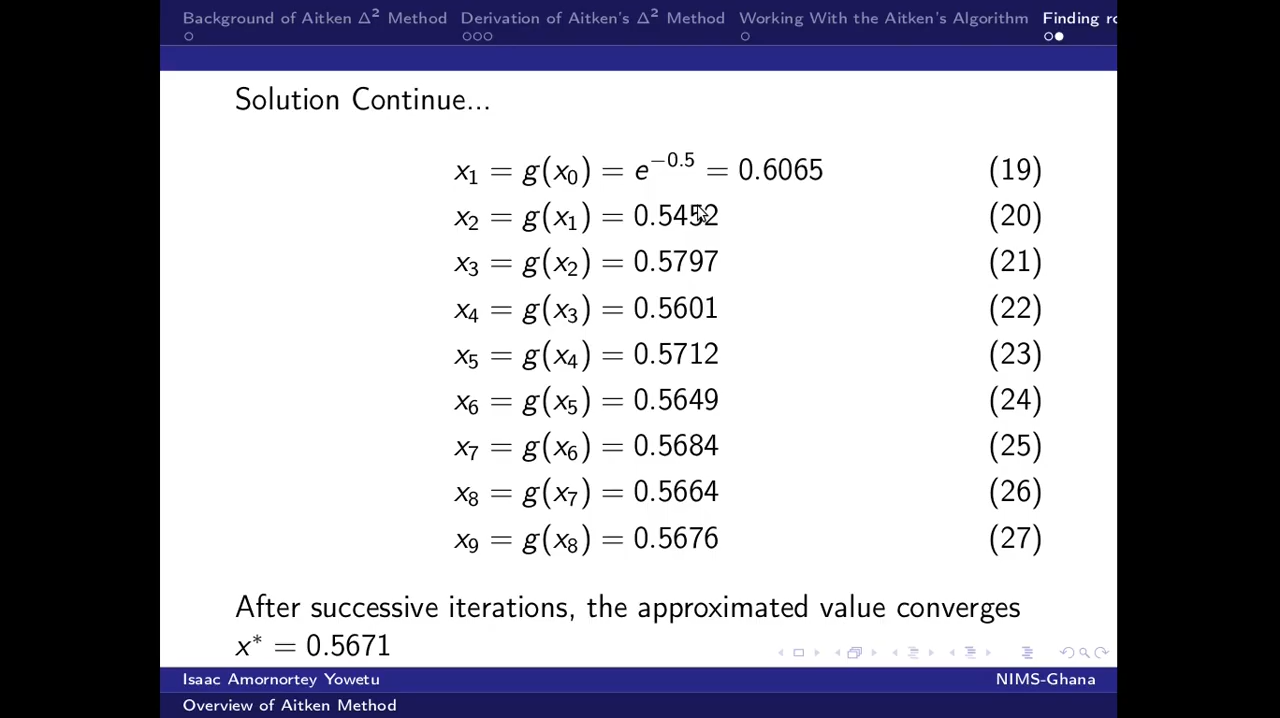 Background of Aitken Δ² Method Derivation of Aitken's Δ² Method Working With the Aitken's Algorithm Finding ro
Solution Continue...
x₁ = g(x₀) = e^−0.5 = 0.6065 (19)
x₂ = g(x₁) = 0.5452 (20)
x₃ = g(x₂) = 0.5797 (21)
x₄ = g(x₃) = 0.5601 (22)
x₅ = g(x₄) = 0.5712 (23)
x₆ = g(x₅) = 0.5649 (24)
x₇ = g(x₆) = 0.5684 (25)
x₈ = g(x₇) = 0.5664 (26)
x₉ = g(x₈) = 0.5676 (27)
After successive iterations, the approximated value converges
x* = 0.5671
Isaac Amornortey Yowetu NIMS-Ghana
Overview of Aitken Method